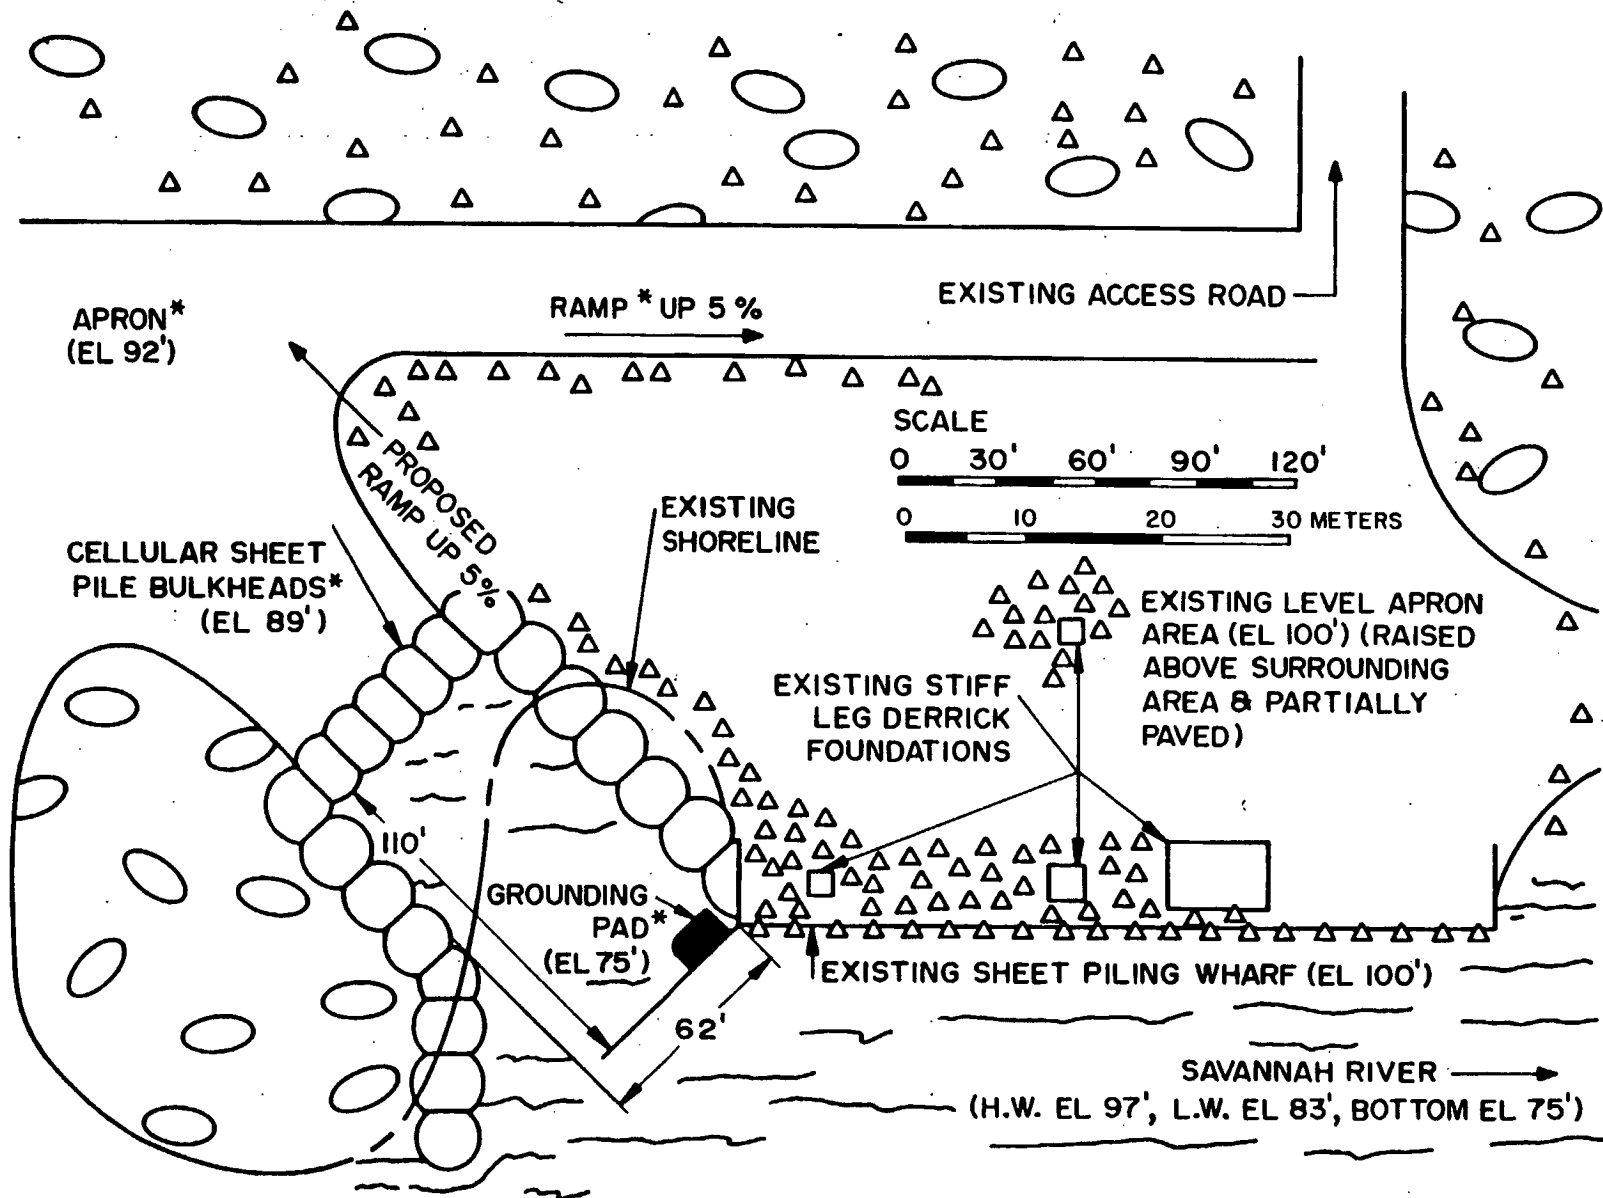 EXISTING ACCESS ROAD
APRON*
(EL 92')
RAMP * UP 5 %
PROPOSED
RAMP UP 5%
SCALE
0 30' 60' 90' 120'
0 10 20 30 METERS
EXISTING
SHORELINE
CELLULAR SHEET
PILE BULKHEADS*
(EL 89')
EXISTING LEVEL APRON
AREA (EL 100') (RAISED
ABOVE SURROUNDING
AREA & PARTIALLY
PAVED)
EXISTING STIFF
LEG DERRICK
FOUNDATIONS
110'
GROUNDING
PAD*
(EL 75')
62'
EXISTING SHEET PILING WHARF (EL 100')
SAVANNAH RIVER
(H.W. EL 97', L.W. EL 83', BOTTOM EL 75')